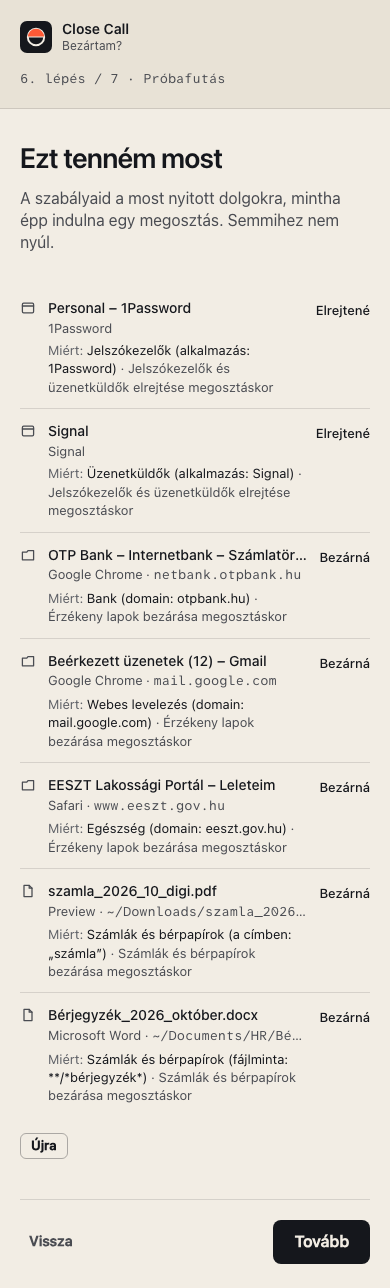 Close Call
Bezártam?
6. lépés / 7 · Próbafutás
Ezt tenném most
A szabályaid a most nyitott dolgokra, mintha
épp indulna egy megosztás. Semmihez nem
nyúl.
Personal – 1Password
Elrejtené
1Password
Miért: Jelszókezelők (alkalmazás:
1Password) · Jelszókezelők és
üzenetküldők elrejtése megosztáskor
Signal
Elrejtené
Signal
Miért: Üzenetküldők (alkalmazás: Signal) ·
Jelszókezelők és üzenetküldők elrejtése
megosztáskor
OTP Bank – Internetbank – Számlatör...
Bezárná
Google Chrome · netbank.otpbank.hu
Miért: Bank (domain: otpbank.hu) ·
Érzékeny lapok bezárása megosztáskor
Beérkezett üzenetek (12) – Gmail
Bezárná
Google Chrome · mail.google.com
Miért: Webes levelezés (domain:
mail.google.com) · Érzékeny lapok
bezárása megosztáskor
EESZT Lakossági Portál – Leleteim
Bezárná
Safari · www.eeszt.gov.hu
Miért: Egészség (domain: eeszt.gov.hu) ·
Érzékeny lapok bezárása megosztáskor
szamla_2026_10_digi.pdf
Bezárná
Preview · ~/Downloads/szamla_2026...
Miért: Számlák és bérpapírok (a címben:
„számla”) · Számlák és bérpapírok
bezárása megosztáskor
Bérjegyzék_2026_október.docx
Bezárná
Microsoft Word · ~/Documents/HR/Bé...
Miért: Számlák és bérpapírok (fájlminta:
**/*bérjegyzék*) · Számlák és bérpapírok
bezárása megosztáskor
Újra
Vissza
Tovább